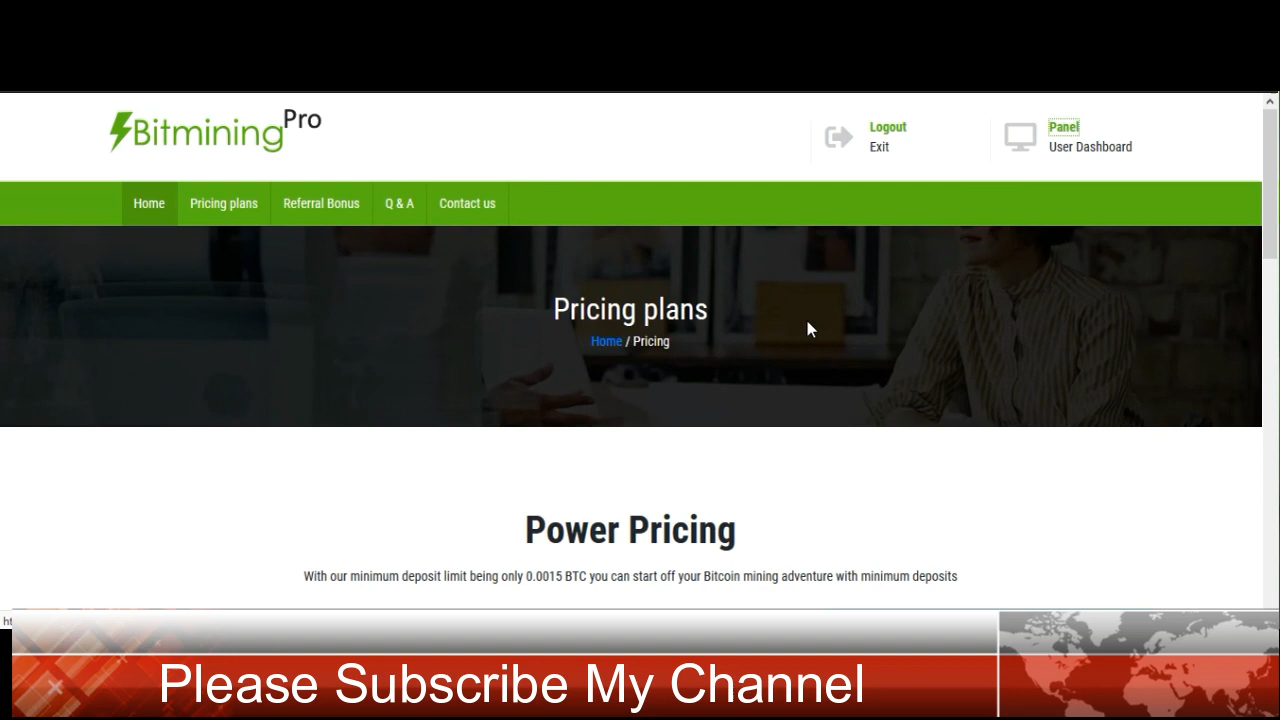 Bitmining Pro
Logout
Exit
Panel
User Dashboard
Home
Pricing plans
Referral Bonus
Q & A
Contact us
Pricing plans
Home / Pricing
Power Pricing
With our minimum deposit limit being only 0.0015 BTC you can start off your Bitcoin mining adventure with minimum deposits
Please Subscribe My Channel